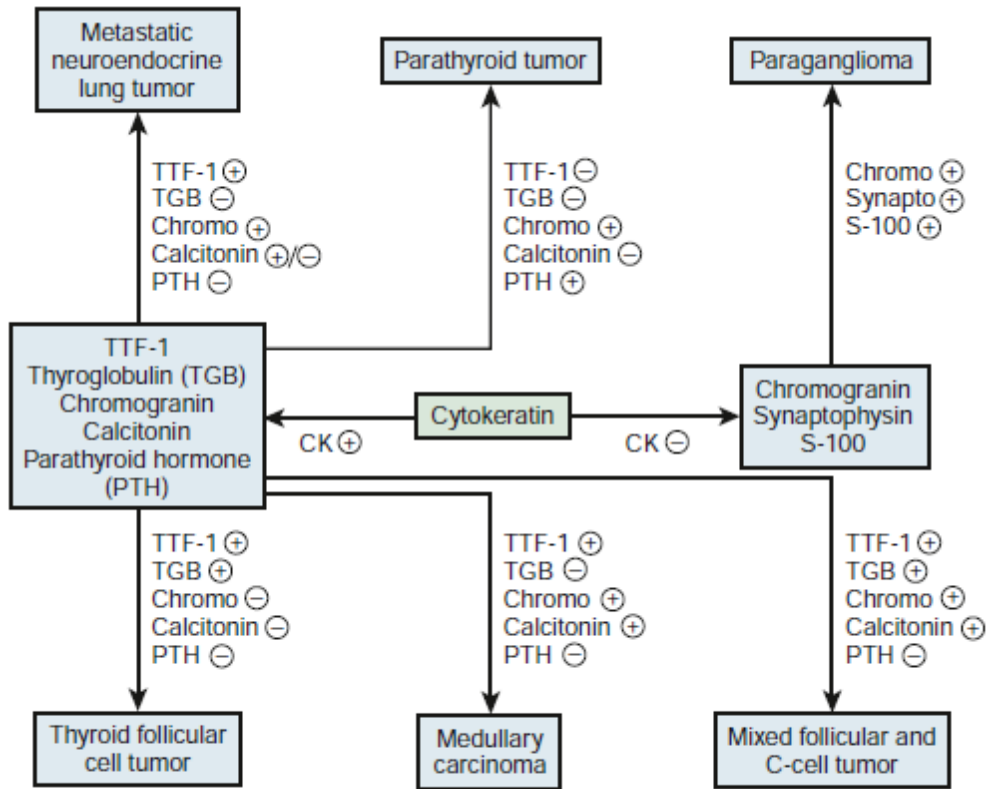 Metastatic
neuroendocrine
lung tumor
Parathyroid tumor
Paraganglioma
TTF-1 ⊕
TGB ⊖
Chromo ⊕
Calcitonin ⊕/⊖
PTH ⊖
TTF-1 ⊖
TGB ⊖
Chromo ⊕
Calcitonin ⊖
PTH ⊕
Chromo ⊕
Synapto ⊕
S-100 ⊕
TTF-1
Thyroglobulin (TGB)
Chromogranin
Calcitonin
Parathyroid hormone
(PTH)
CK ⊕
Cytokeratin
CK ⊖
Chromogranin
Synaptophysin
S-100
TTF-1 ⊕
TGB ⊕
Chromo ⊖
Calcitonin ⊖
PTH ⊖
TTF-1 ⊕
TGB ⊖
Chromo ⊕
Calcitonin ⊕
PTH ⊖
TTF-1 ⊕
TGB ⊕
Chromo ⊕
Calcitonin ⊕
PTH ⊖
Thyroid follicular
cell tumor
Medullary
carcinoma
Mixed follicular and
C-cell tumor